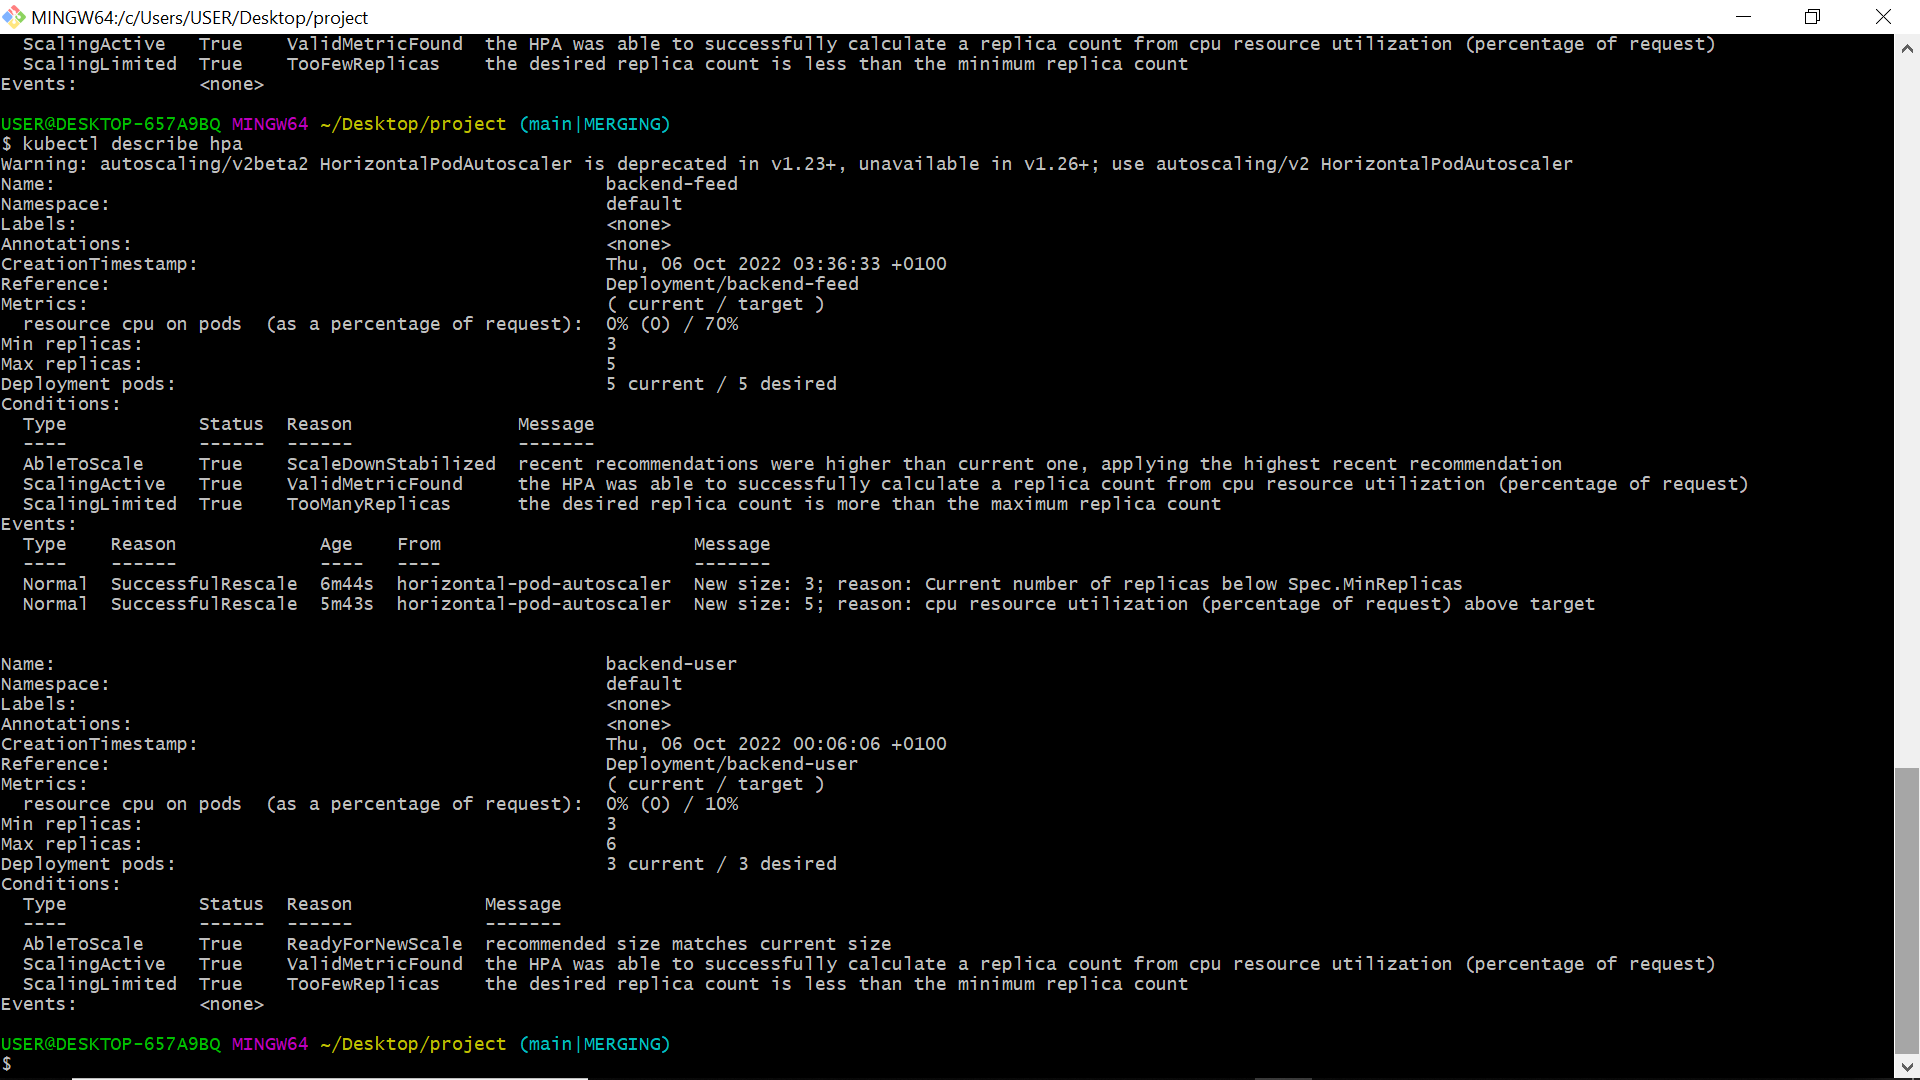 MINGW64:/c/Users/USER/Desktop/project
  ScalingActive   True    ValidMetricFound  the HPA was able to successfully calculate a replica count from cpu resource utilization (percentage of request)
  ScalingLimited  True    TooFewReplicas    the desired replica count is less than the minimum replica count
Events:           <none>
USER@DESKTOP-657A9BQ MINGW64 ~/Desktop/project (main|MERGING)
$ kubectl describe hpa
Warning: autoscaling/v2beta2 HorizontalPodAutoscaler is deprecated in v1.23+, unavailable in v1.26+; use autoscaling/v2 HorizontalPodAutoscaler
Name:                                                  backend-feed
Namespace:                                             default
Labels:                                                <none>
Annotations:                                           <none>
CreationTimestamp:                                     Thu, 06 Oct 2022 03:36:33 +0100
Reference:                                             Deployment/backend-feed
Metrics:                                               ( current / target )
  resource cpu on pods  (as a percentage of request):  0% (0) / 70%
Min replicas:                                          3
Max replicas:                                          5
Deployment pods:                                       5 current / 5 desired
Conditions:
  Type            Status  Reason               Message
  ----            ------  ------               -------
  AbleToScale     True    ScaleDownStabilized  recent recommendations were higher than current one, applying the highest recent recommendation
  ScalingActive   True    ValidMetricFound     the HPA was able to successfully calculate a replica count from cpu resource utilization (percentage of request)
  ScalingLimited  True    TooManyReplicas      the desired replica count is more than the maximum replica count
Events:
  Type    Reason             Age    From                       Message
  ----    ------             ----   ----                       -------
  Normal  SuccessfulRescale  6m44s  horizontal-pod-autoscaler  New size: 3; reason: Current number of replicas below Spec.MinReplicas
  Normal  SuccessfulRescale  5m43s  horizontal-pod-autoscaler  New size: 5; reason: cpu resource utilization (percentage of request) above target
Name:                                                  backend-user
Namespace:                                             default
Labels:                                                <none>
Annotations:                                           <none>
CreationTimestamp:                                     Thu, 06 Oct 2022 00:06:06 +0100
Reference:                                             Deployment/backend-user
Metrics:                                               ( current / target )
  resource cpu on pods  (as a percentage of request):  0% (0) / 10%
Min replicas:                                          3
Max replicas:                                          6
Deployment pods:                                       3 current / 3 desired
Conditions:
  Type            Status  Reason            Message
  ----            ------  ------            -------
  AbleToScale     True    ReadyForNewScale  recommended size matches current size
  ScalingActive   True    ValidMetricFound  the HPA was able to successfully calculate a replica count from cpu resource utilization (percentage of request)
  ScalingLimited  True    TooFewReplicas    the desired replica count is less than the minimum replica count
Events:           <none>
USER@DESKTOP-657A9BQ MINGW64 ~/Desktop/project (main|MERGING)
$